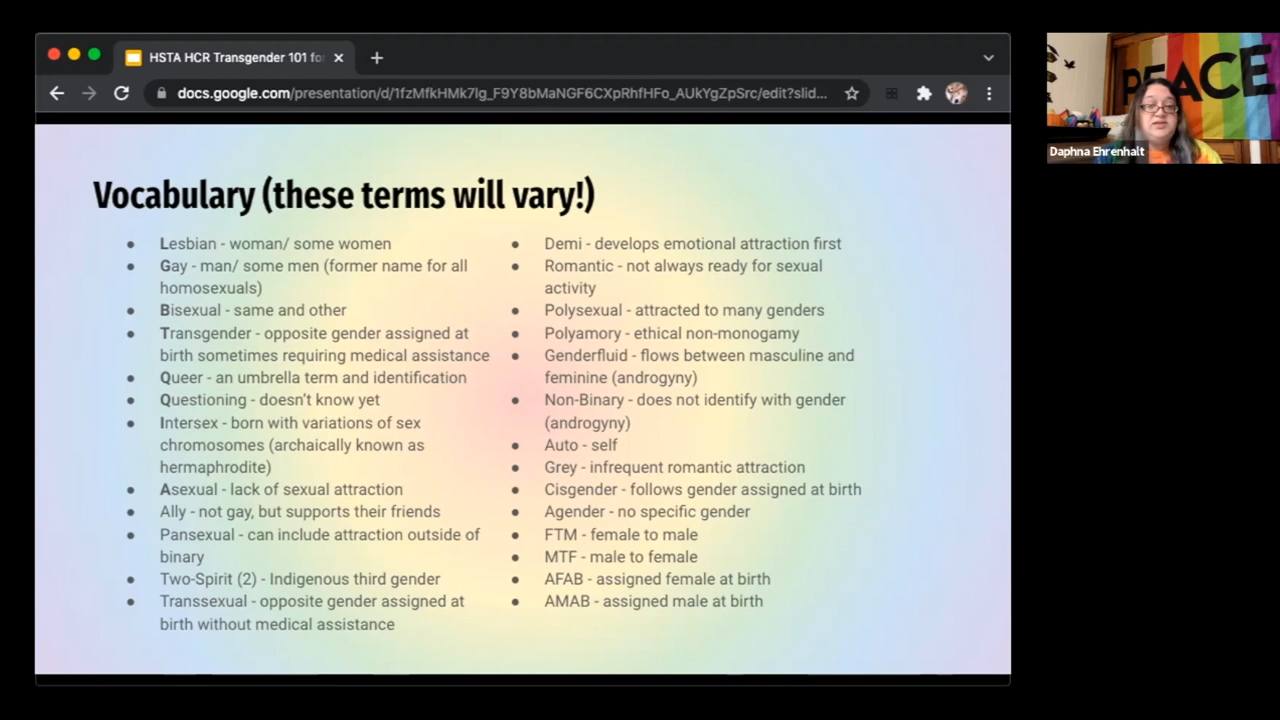 HSTA HCR Transgender 101 fo
docs.google.com/presentation/d/1fzMfkHMk7lg_F9Y8bMaNGF6CXpRhfHFo_AUkYgZpSrc/edit?slid...
PEACE
Daphna Ehrenhalt
Vocabulary (these terms will vary!)
Lesbian - woman/ some women
Gay - man/ some men (former name for all
homosexuals)
Bisexual - same and other
Transgender - opposite gender assigned at
birth sometimes requiring medical assistance
Queer - an umbrella term and identification
Questioning - doesn't know yet
Intersex - born with variations of sex
chromosomes (archaically known as
hermaphrodite)
Asexual - lack of sexual attraction
Ally - not gay, but supports their friends
Pansexual - can include attraction outside of
binary
Two-Spirit (2) - Indigenous third gender
Transsexual - opposite gender assigned at
birth without medical assistance
Demi - develops emotional attraction first
Romantic - not always ready for sexual
activity
Polysexual - attracted to many genders
Polyamory - ethical non-monogamy
Genderfluid - flows between masculine and
feminine (androgyny)
Non-Binary - does not identify with gender
(androgyny)
Auto - self
Grey - infrequent romantic attraction
Cisgender - follows gender assigned at birth
Agender - no specific gender
FTM - female to male
MTF - male to female
AFAB - assigned female at birth
AMAB - assigned male at birth